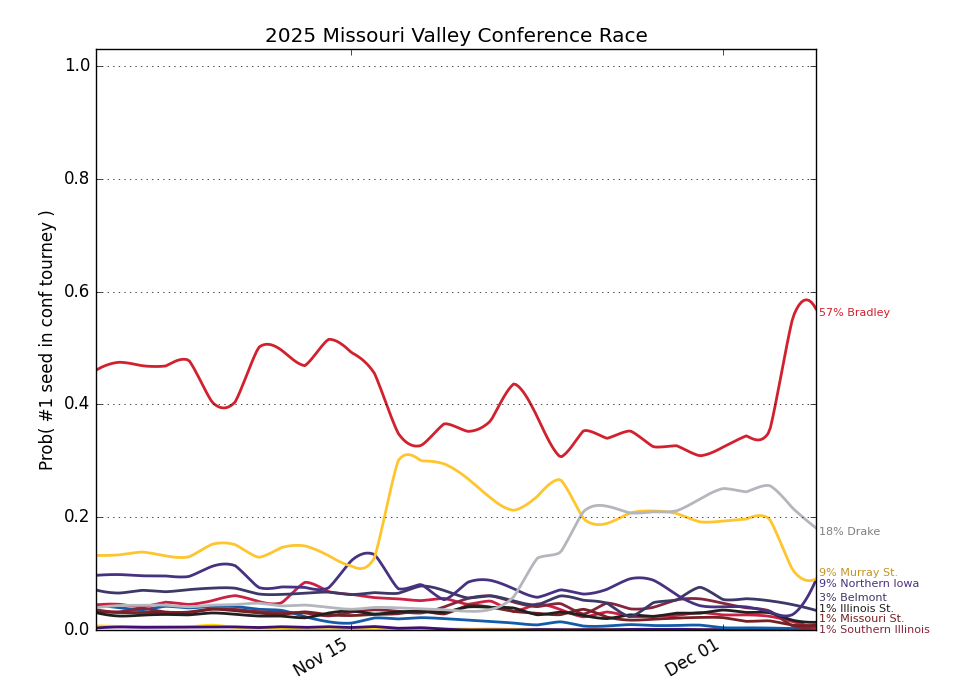 2025 Missouri Valley Conference Race
Prob( #1 seed in conf tourney )
1.0
0.8
0.6
0.4
0.2
0.0
Nov 15
Dec 01
57% Bradley
18% Drake
9% Murray St.
9% Northern Iowa
3% Belmont
1% Illinois St.
1% Missouri St.
1% Southern Illinois